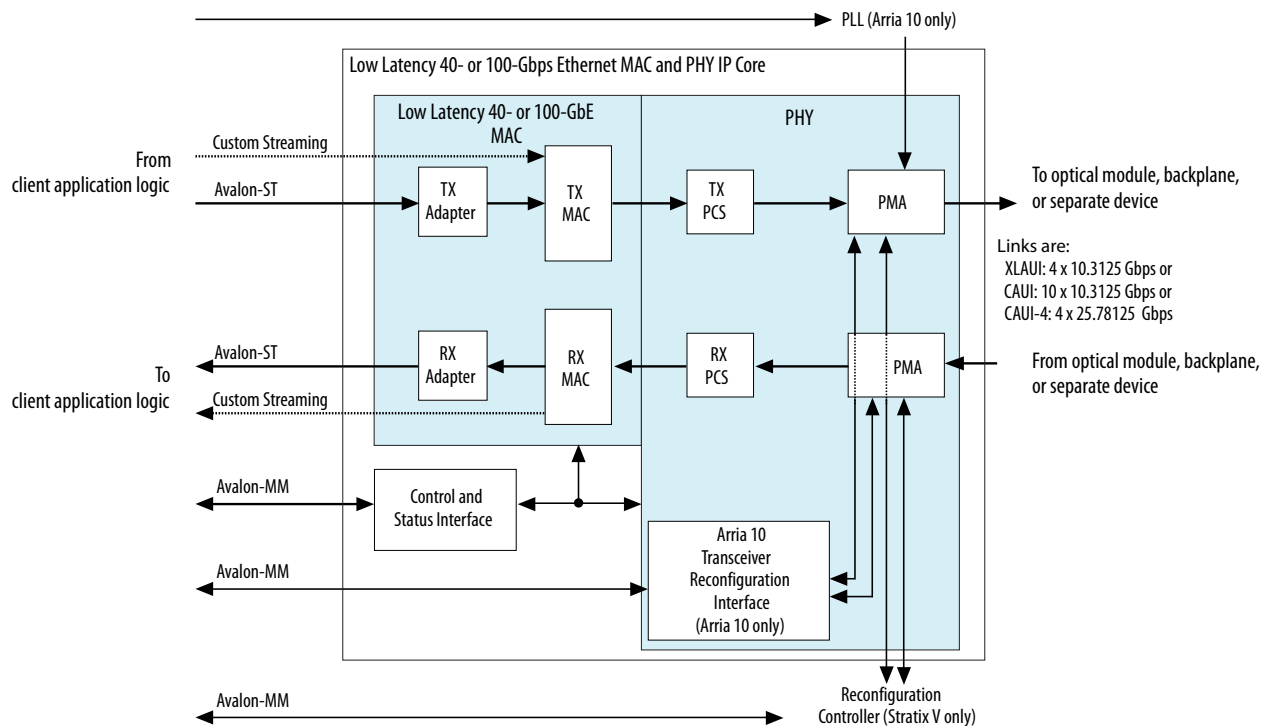 PLL (Arria 10 only)
Low Latency 40- or 100-Gbps Ethernet MAC and PHY IP Core
Low Latency 40- or 100-GbE
MAC
PHY
From
client application logic
Custom Streaming
Avalon-ST
TX
Adapter
TX
MAC
TX
PCS
PMA
To optical module, backplane,
or separate device
Links are:
XLAUI: 4 x 10.3125 Gbps or
CAUI: 10 x 10.3125 Gbps or
CAUI-4: 4 x 25.78125 Gbps
To
client application logic
Avalon-ST
Custom Streaming
RX
Adapter
RX
MAC
RX
PCS
PMA
From optical module, backplane,
or separate device
Avalon-MM
Control and
Status Interface
Avalon-MM
Arria 10
Transceiver
Reconfiguration
Interface
(Arria 10 only)
Avalon-MM
Reconfiguration
Controller (Stratix V only)